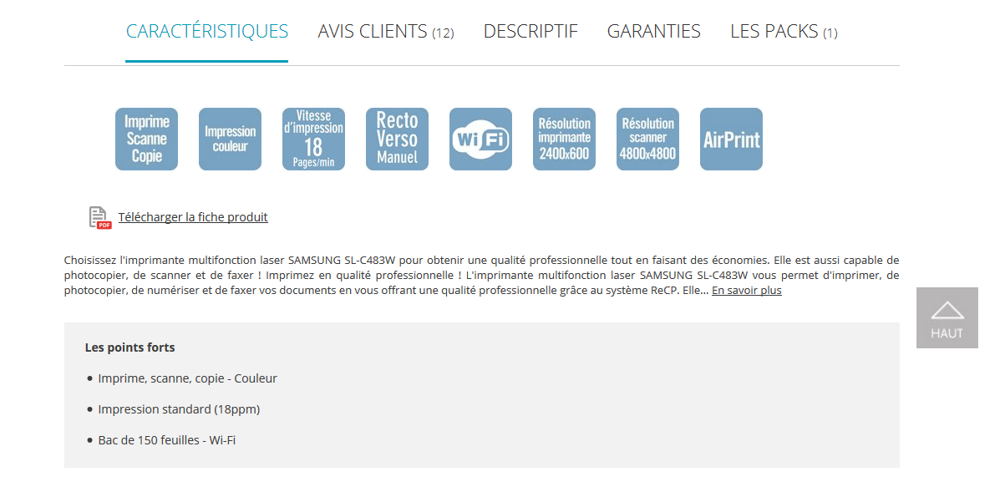 CARACTÉRISTIQUES AVIS CLIENTS (12) DESCRIPTIF GARANTIES LES PACKS (1)
Imprime
Scanne
Copie
Impression
couleur
Vitesse
d'impression
18
Pages/min
Recto
Verso
Manuel
WiFi
Résolution
imprimante
2400x600
Résolution
scanner
4800x4800
AirPrint
PDF
Télécharger la fiche produit
Choisissez l'imprimante multifonction laser SAMSUNG SL-C483W pour obtenir une qualité professionnelle tout en faisant des économies. Elle est aussi capable de
photocopier, de scanner et de faxer ! Imprimez en qualité professionnelle ! L'imprimante multifonction laser SAMSUNG SL-C483W vous permet d'imprimer, de
photocopier, de numériser et de faxer vos documents en vous offrant une qualité professionnelle grâce au système ReCP. Elle... En savoir plus
HAUT
Les points forts
• Imprime, scanne, copie - Couleur
• Impression standard (18ppm)
• Bac de 150 feuilles - Wi-Fi